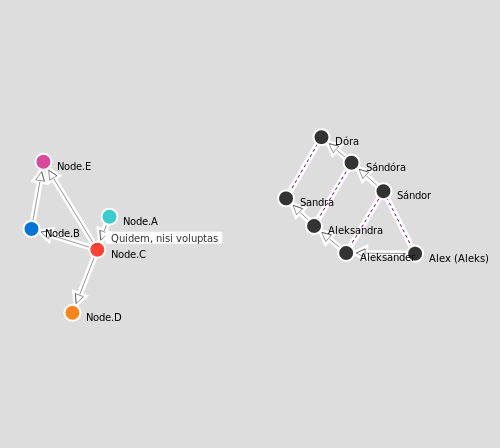 Node.E
Node.A
Node.B
Quidem, nisi voluptas
Node.C
Node.D
Dóra
Sándóra
Sándor
Sandra
Aleksandra
Aleksander
Alex (Aleks)